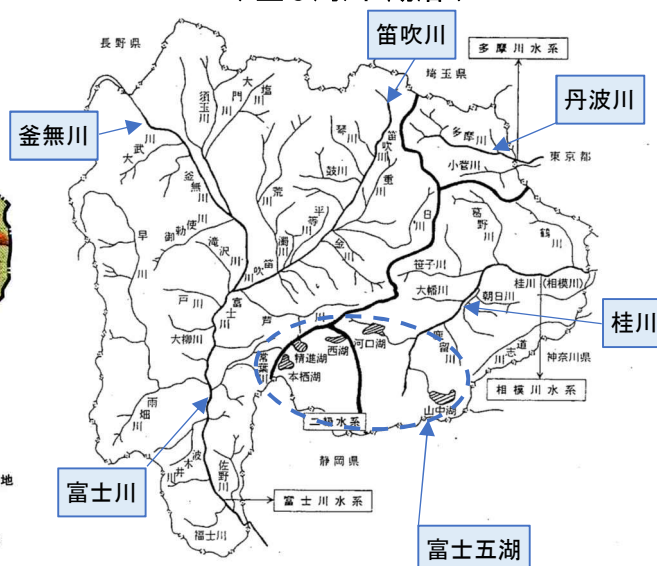 笛吹川
長野県
多摩川水系
埼玉県
丹波川
釜無川
須玉川
大門川
塩川
多摩川
東京都
小菅川
大武川
釜無川
琴川
鼓川
笛吹川
重川
荒川
日川
葛野川
鶴川
御勅使川
早川
滝沢川
平等川
濁川
金川
笛吹川
笹子川
桂川(相模川)
大幡川
朝日川
戸川
富士川
芦川
桂川
大柳川
常葉川
精進湖
西湖
河口湖
鹿留川
道志川
神奈川県
本栖湖
山中湖
相模川水系
雨畑川
二級水系
静岡県
地
富士川
波木井川
佐野川
富士川水系
福士川
富士五湖